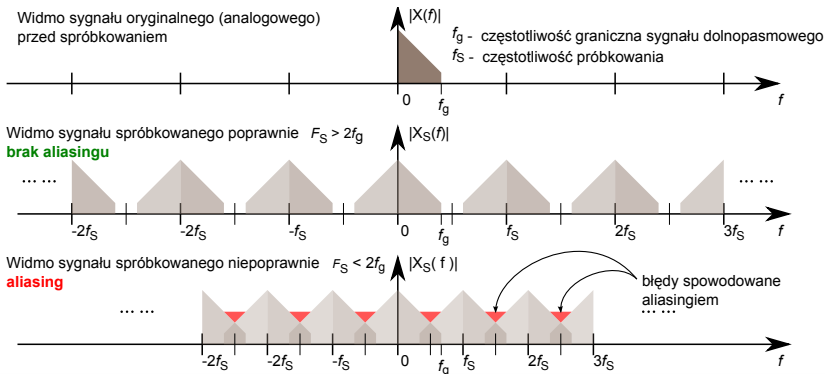 Widmo sygnału oryginalnego (analogowego)
przed spróbkowaniem
|X(f)|
fg - częstotliwość graniczna sygnału dolnopasmowego
fS - częstotliwość próbkowania
0 fg f
Widmo sygnału spróbkowanego poprawnie FS > 2fg
brak aliasingu
|XS(f)|
... ... ... ...
-2fS -2fS -fS 0 fg fS 2fS 3fS f
Widmo sygnału spróbkowanego niepoprawnie FS < 2fg
aliasing
|XS( f )|
błędy spowodowane
aliasingiem
... ... ... ...
-2fS -2fS -fS 0 fg fS 2fS 3fS f